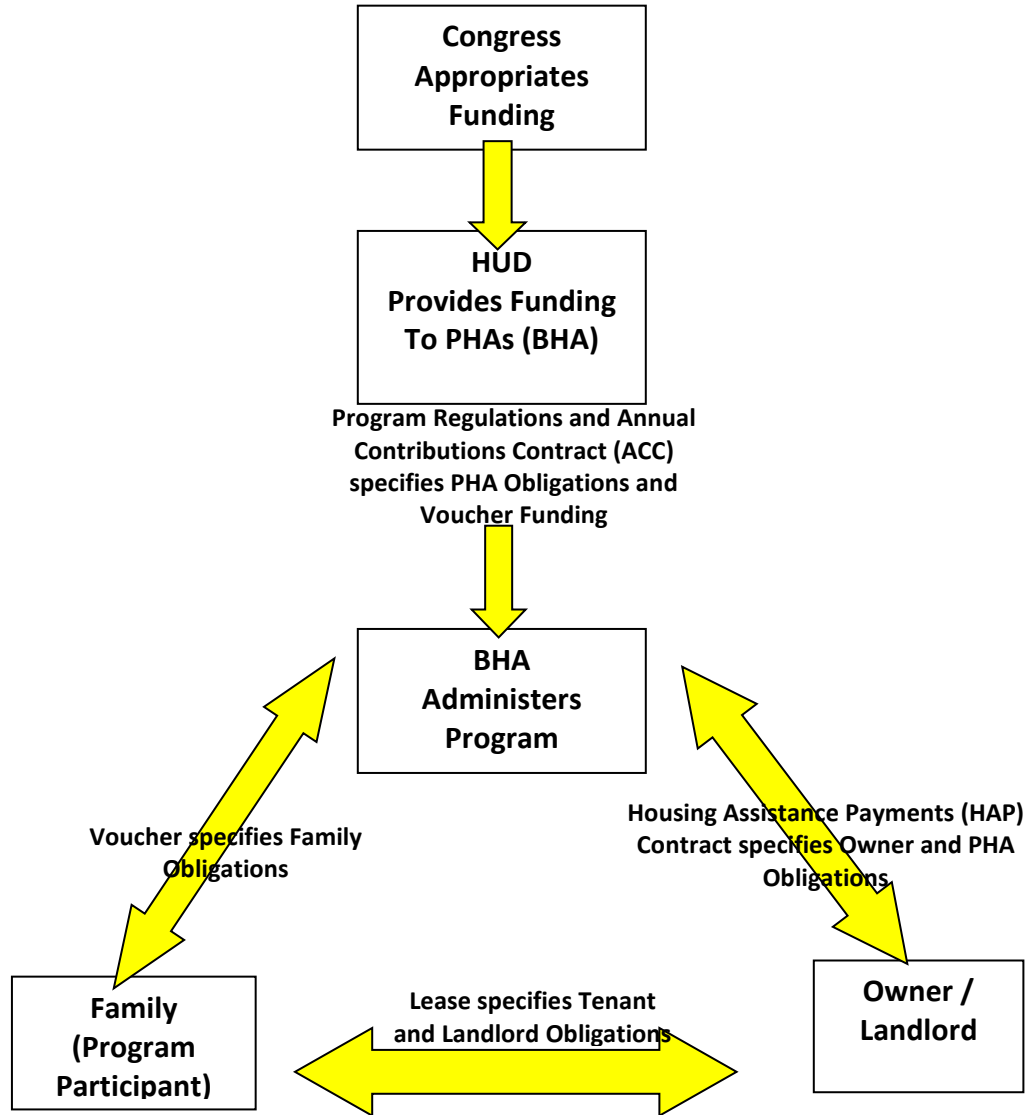 Congress
Appropriates
Funding
HUD
Provides Funding
To PHAs (BHA)
Program Regulations and Annual
Contributions Contract (ACC)
specifies PHA Obligations and
Voucher Funding
BHA
Administers
Program
Voucher specifies Family
Obligations
Housing Assistance Payments (HAP)
Contract specifies Owner and PHA
Obligations
Family
(Program
Participant)
Lease specifies Tenant
and Landlord Obligations
Owner /
Landlord